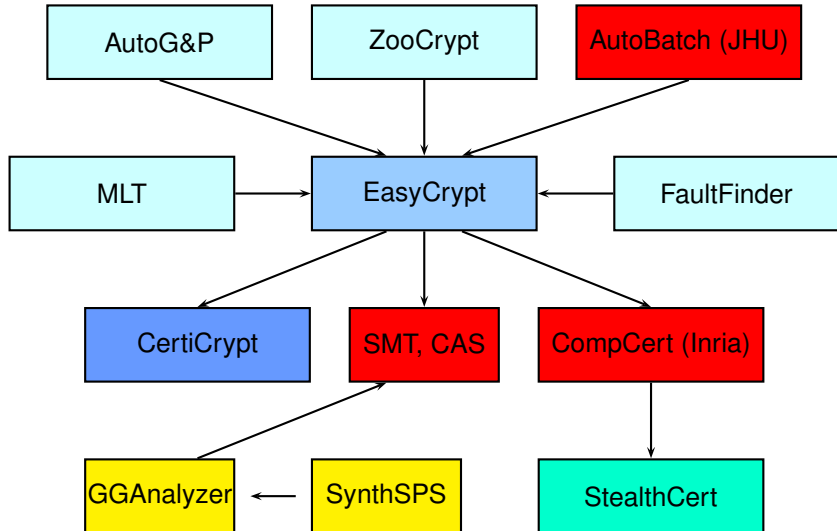 AutoG&P
ZooCrypt
AutoBatch (JHU)
MLT
EasyCrypt
FaultFinder
CertiCrypt
SMT, CAS
CompCert (Inria)
GGAnalyzer
SynthSPS
StealthCert